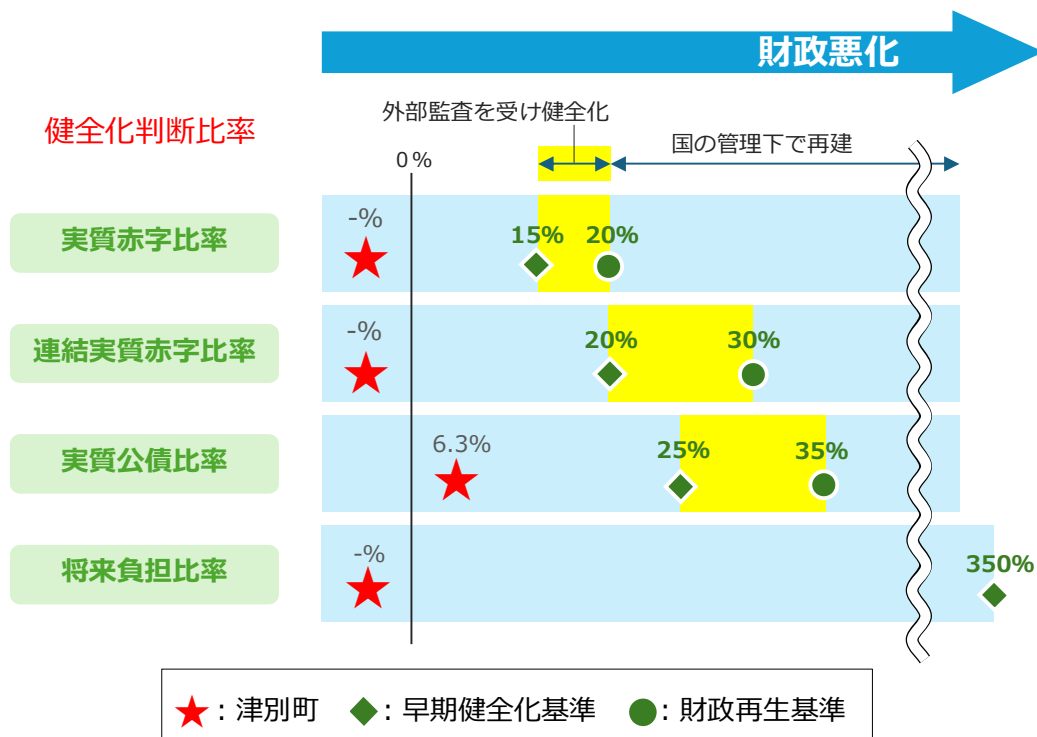 財政悪化
外部監査を受け健全化
健全化判断比率
国の管理下で再建
0%
実質赤字比率
-%
15%
20%
連結実質赤字比率
-%
20%
30%
実質公債比率
6.3%
25%
35%
将来負担比率
-%
350%
★：津別町 ◆：早期健全化基準 ●：財政再生基準